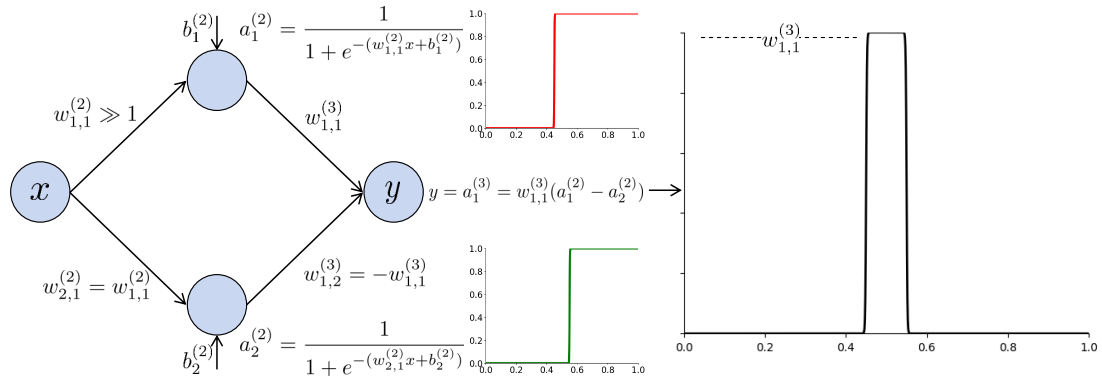 b_1^{(2)}
a_1^{(2)} = \frac{1}{1 + e^{-(w_{1,1}^{(2)}x + b_1^{(2)})}}
w_{1,1}^{(2)} ≫ 1
w_{1,1}^{(3)}
x
y
y = a_1^{(3)} = w_{1,1}^{(3)}(a_1^{(2)} − a_2^{(2)})
w_{2,1}^{(2)} = w_{1,1}^{(2)}
w_{1,2}^{(3)} = −w_{1,1}^{(3)}
b_2^{(2)}
a_2^{(2)} = \frac{1}{1 + e^{-(w_{2,1}^{(2)}x + b_2^{(2)})}}
1.0
0.8
0.6
0.4
0.2
0.0
0.0 0.2 0.4 0.6 0.8 1.0
1.0
0.8
0.6
0.4
0.2
0.0
0.0 0.2 0.4 0.6 0.8 1.0
w_{1,1}^{(3)}
0.0 0.2 0.4 0.6 0.8 1.0